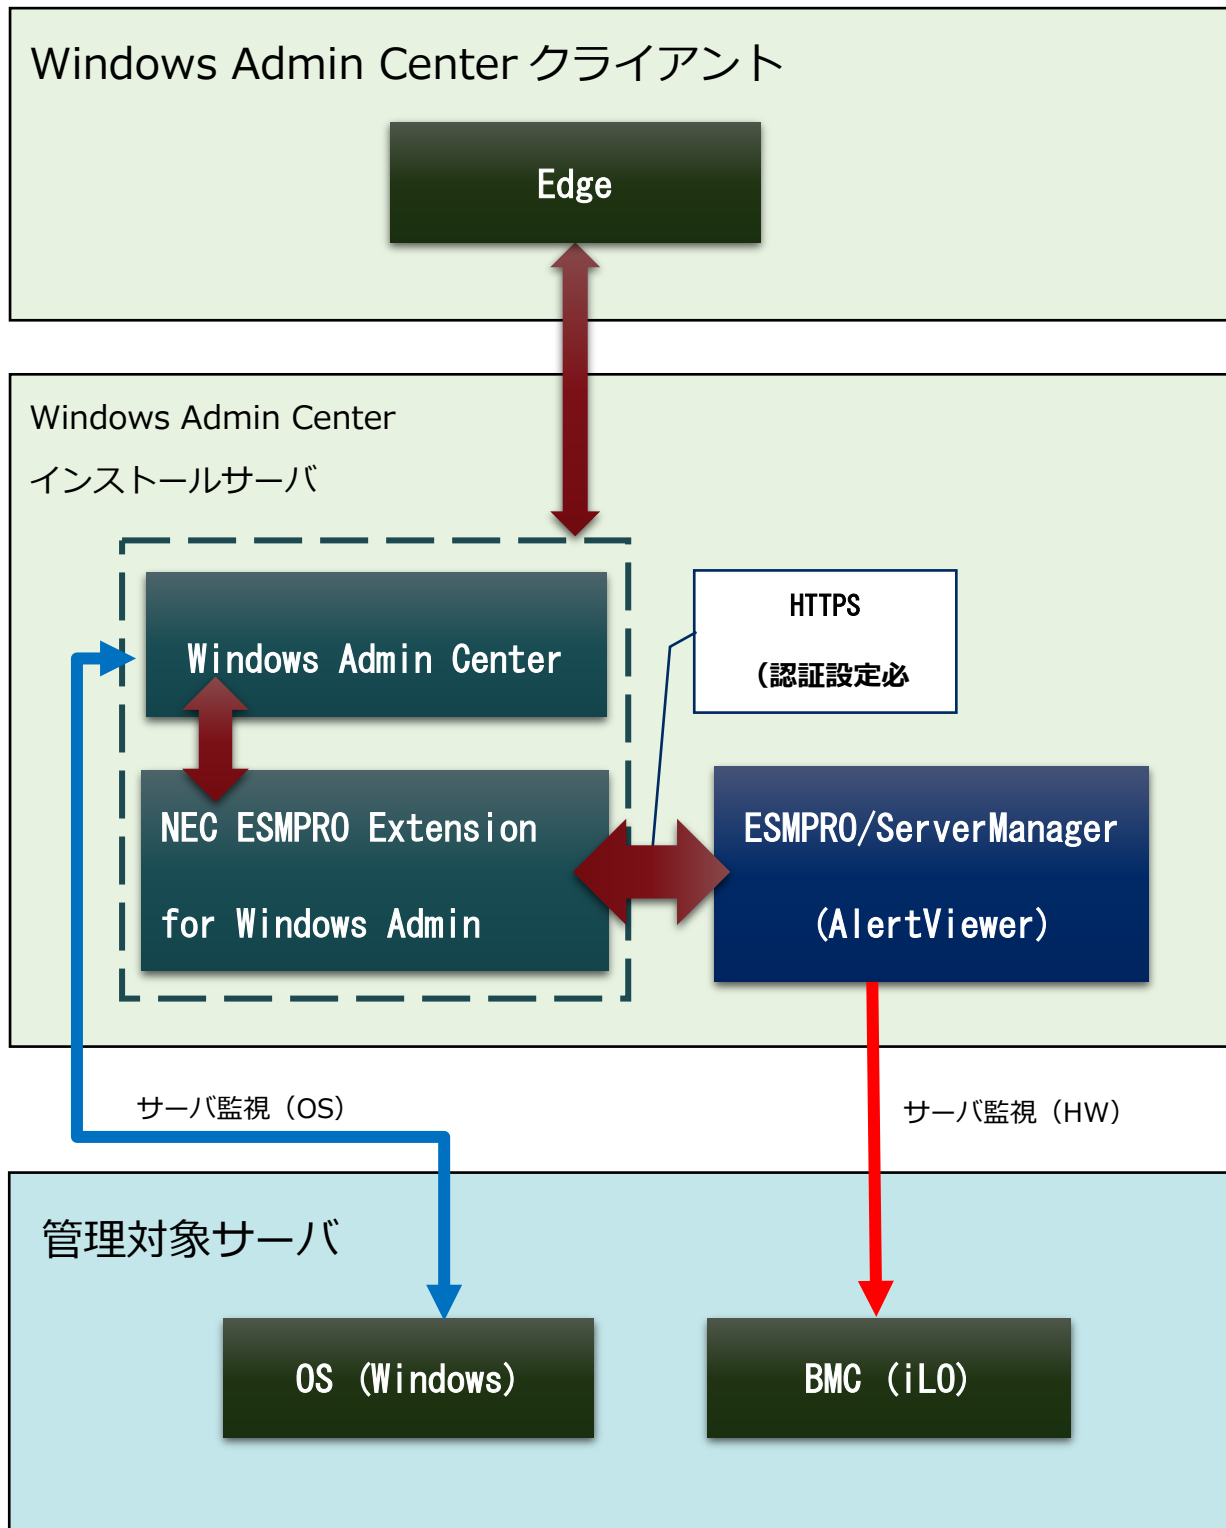 Windows Admin Center クライアント
Edge
Windows Admin Center
インストールサーバ
HTTPS
（認証設定必
Windows Admin Center
NEC ESMPRO Extension
for Windows Admin
ESMPRO/ServerManager
(AlertViewer)
サーバ監視（OS）
サーバ監視（HW）
管理対象サーバ
OS (Windows)
BMC (iLO)